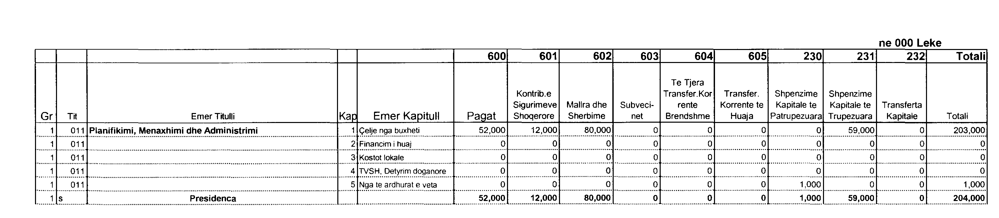 ne 000 Leke
600 601 602 603 604 605 230 231 232 Totali
Te Tjera
Kontrib.e Transfer.Kor Transfer. Shpenzime Shpenzime
Sigurimeve Mallra dhe Subveci- rente Korrente te Kapitale te Kapitale te Transferta
Gr Tit Emer Titulli Kap Emer Kapitull Pagat Shoqerore Sherbime net Brendshme Huaja Patrupezuara Trupezuara Kapitale Totali
1 011 Planifikimi, Menaxhimi dhe Administrimi 1 Çelje nga buxheti 52,000 12,000 80,000 0 0 0 0 59,000 0 203,000
1 011 2 Financim i huaj 0 0 0 0 0 0 0 0 0 0
1 011 3 Kostot lokale 0 0 0 0 0 0 0 0 0 0
1 011 4 TVSH, Detyrim doganore 0 0 0 0 0 0 0 0 0 0
1 011 5 Nga te ardhurat e veta 0 0 0 0 0 0 1,000 0 0 1,000
1 s Presidenca 52,000 12,000 80,000 0 0 0 1,000 59,000 0 204,000